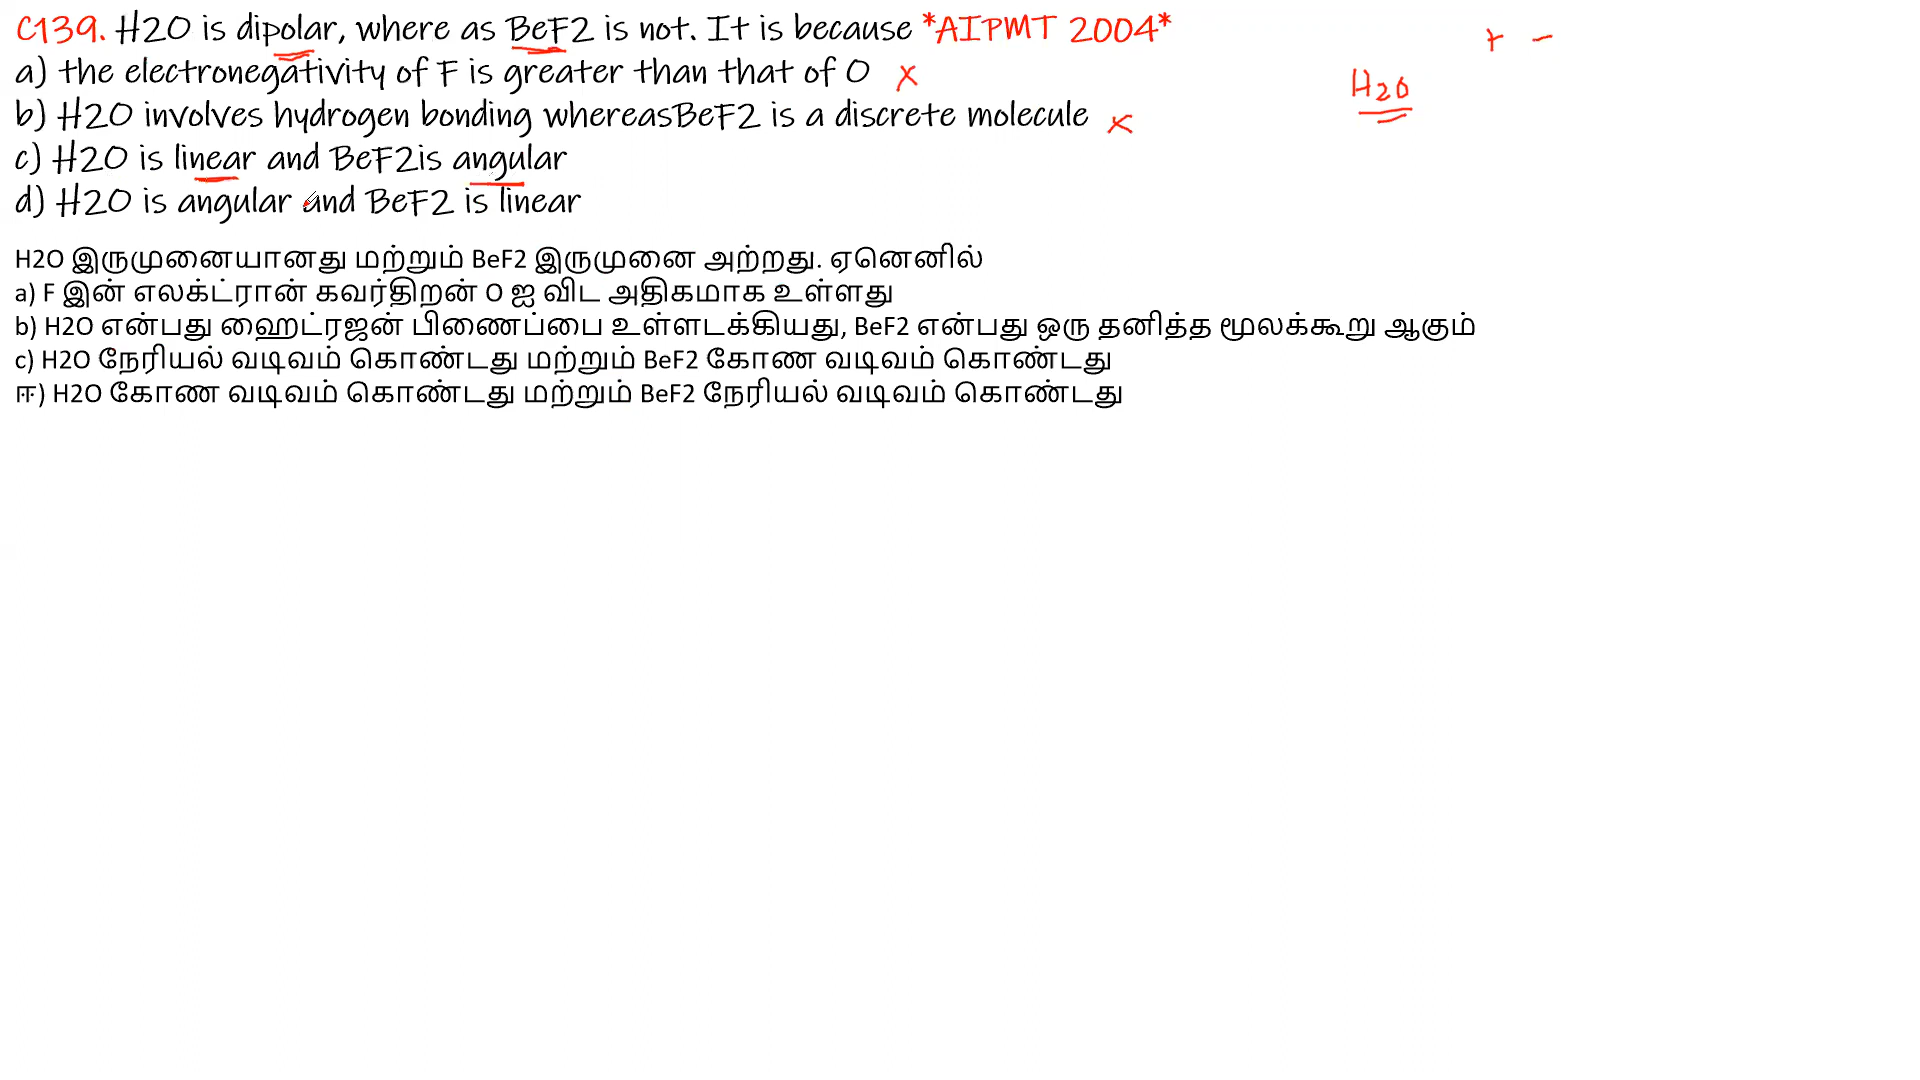 C139. H2O is dipolar, where as BeF2 is not. It is because *AIPMT 2004*
+ -
a) the electronegativity of F is greater than that of O x
H2O
b) H2O involves hydrogen bonding whereasBeF2 is a discrete molecule x
c) H2O is linear and BeF2is angular
d) H2O is angular and BeF2 is linear
H2O இருமுனையானது மற்றும் BeF2 இருமுனை அற்றது. ஏனெனில்
a) F இன் எலக்ட்ரான் கவர்திறன் O ஐ விட அதிகமாக உள்ளது
b) H2O என்பது ஹைட்ரஜன் பிணைப்பை உள்ளடக்கியது, BeF2 என்பது ஒரு தனித்த மூலக்கூறு ஆகும்
c) H2O நேரியல் வடிவம் கொண்டது மற்றும் BeF2 கோண வடிவம் கொண்டது
ஈ) H2O கோண வடிவம் கொண்டது மற்றும் BeF2 நேரியல் வடிவம் கொண்டது